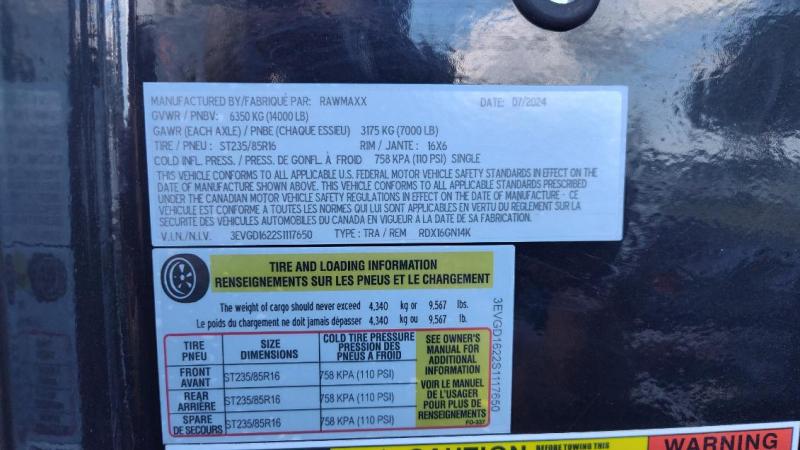 MANUFACTURED BY/FABRIQUÉ PAR: RAWMAXX DATE: 07/2024
GVWR / PNBV: 6350 KG (14000 LB)
GAWR (EACH AXLE) / PNBE (CHAQUE ESSIEU) 3175 KG (7000 LB)
TIRE / PNEU : ST235/85R16 RIM / JANTE : 16X6
COLD INFL. PRESS. / PRESS. DE GONFL. À FROID 758 KPA (110 PSI) SINGLE
THIS VEHICLE CONFORMS TO ALL APPLICABLE U.S. FEDERAL MOTOR VEHICLE SAFETY STANDARDS IN EFFECT ON THE
DATE OF MANUFACTURE SHOWN ABOVE. THIS VEHICLE CONFORMS TO ALL APPLICABLE STANDARDS PRESCRIBED
UNDER THE CANADIAN MOTOR VEHICLE SAFETY REGULATIONS IN EFFECT ON THE DATE OF MANUFACTURE - CE
VEHICULE EST CONFORME A TOUTES LES NORMES QUI LUI SONT APPLICABLES EN VERTU DU REGLEMENT SUR LA
SECURITE DES VÉHICULES AUTOMOBILES DU CANADA EN VIGUEUR A LA DATE DE SA FABRICATION.
V.I.N./N.I.V. 3EVGD1622S1117650 TYPE : TRA / REM RDX16GN14K
TIRE AND LOADING INFORMATION
RENSEIGNEMENTS SUR LES PNEUS ET LE CHARGEMENT
The weight of cargo should never exceed 4,340 kg or 9,567 lbs.
Le poids du chargement ne doit jamais dépasser 4,340 kg ou 9,567 lb.
TIRE
PNEU
SIZE
DIMENSIONS
COLD TIRE PRESSURE
PRESSION DES
PNEUS A FROID
FRONT
AVANT
ST235/85R16 758 KPA (110 PSI)
REAR
ARRIÈRE
ST235/85R16 758 KPA (110 PSI)
SPARE
DE SECOURS
ST235/85R16 758 KPA (110 PSI)
SEE OWNER'S
MANUAL FOR
ADDITIONAL
INFORMATION
VOIR LE MANUEL
DE L'USAGER
POUR PLUS DE
RENSEIGNEMENTS
FO-337
3EVGD1622S1117650
CAUTION BEFORE TOWING THIS
WARNING